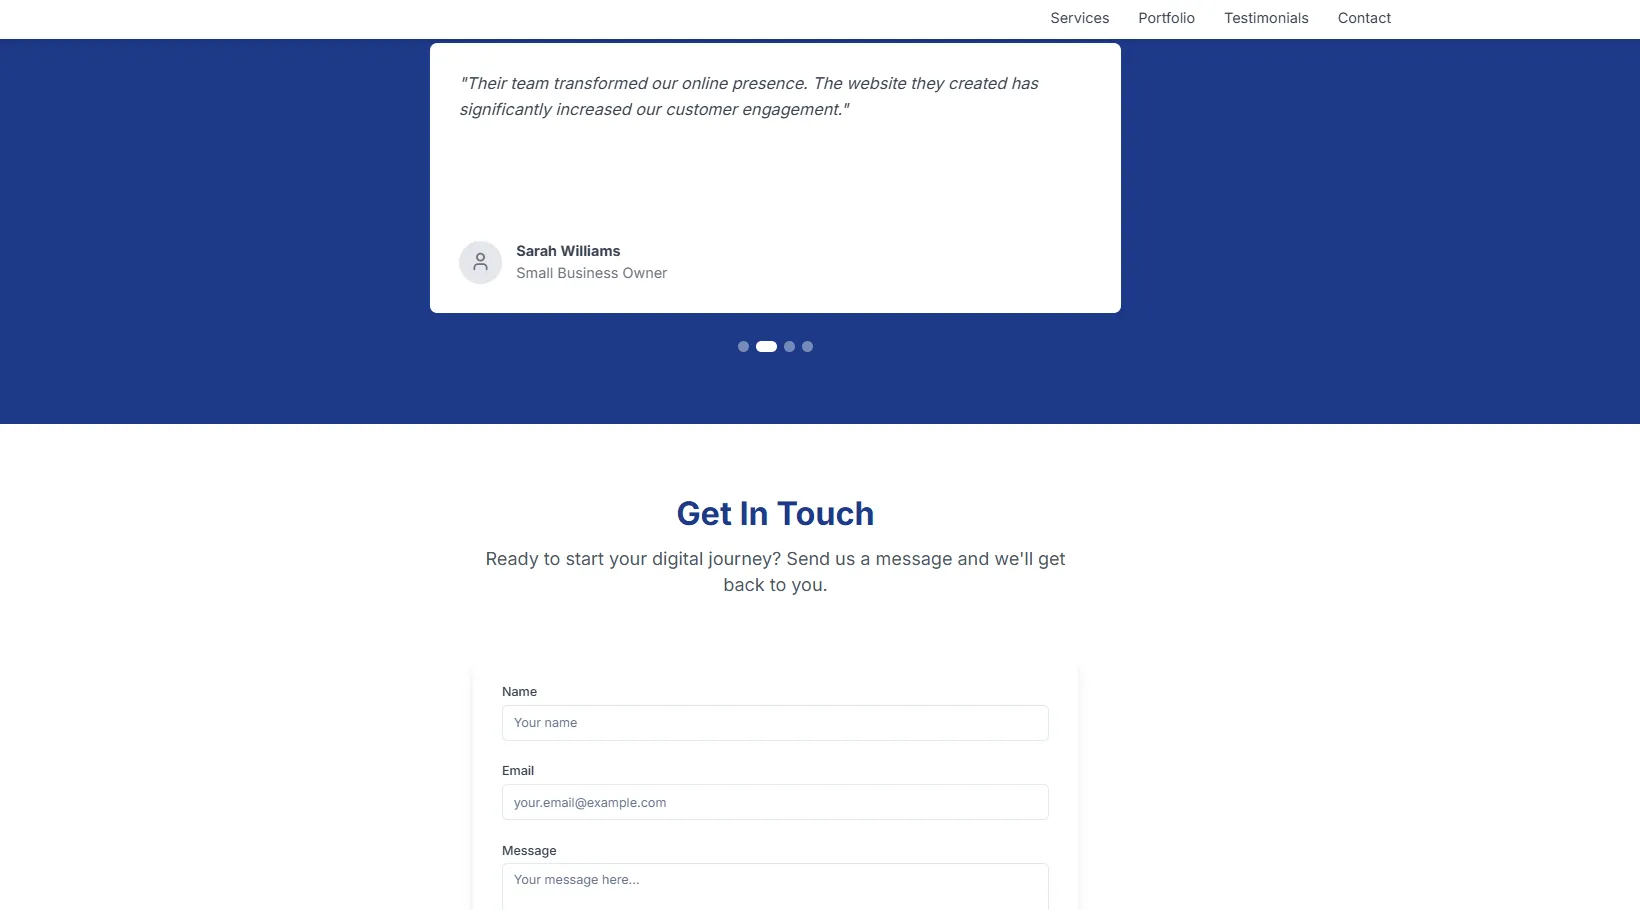 Services Portfolio Testimonials Contact
"Their team transformed our online presence. The website they created has
significantly increased our customer engagement."
Sarah Williams
Small Business Owner
Get In Touch
Ready to start your digital journey? Send us a message and we'll get
back to you.
Name
Your name
Email
your.email@example.com
Message
Your message here...